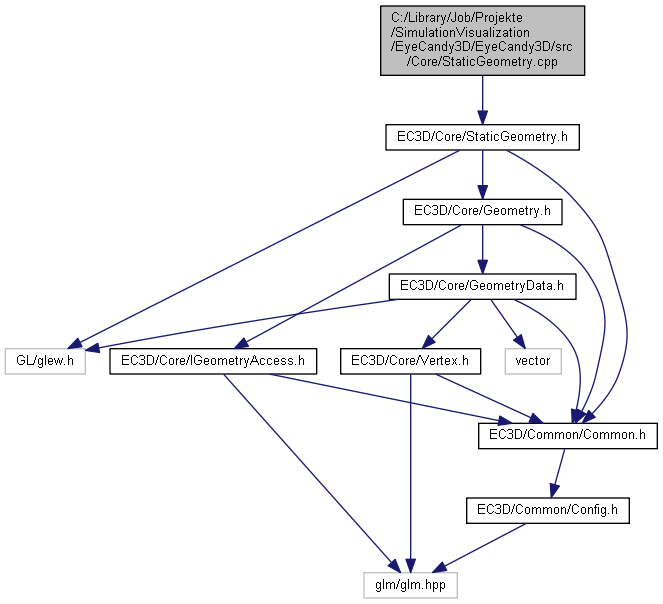 C:/Library/Job/Projekte
/SimulationVisualization
/EyeCandy3D/EyeCandy3D/src
/Core/StaticGeometry.cpp
EC3D/Core/StaticGeometry.h
EC3D/Core/Geometry.h
EC3D/Core/GeometryData.h
GL/glew.h
EC3D/Core/IGeometryAccess.h
EC3D/Core/Vertex.h
vector
EC3D/Common/Common.h
EC3D/Common/Config.h
glm/glm.hpp